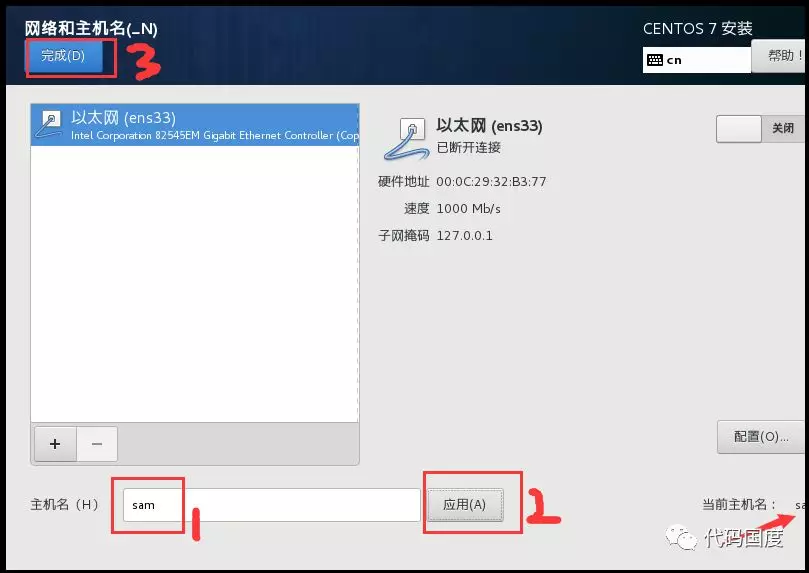 网络和主机名(_N)
CENTOS 7 安装
完成(D)
3
cn
帮助！
以太网 (ens33)
Intel Corporation 82545EM Gigabit Ethernet Controller (Cop
以太网 (ens33)
已断开连接
关闭
硬件地址 00:0C:29:32:B3:77
速度 1000 Mb/s
子网掩码 127.0.0.1
+ −
配置(O)...
主机名（H） sam
1
应用(A)
2
当前主机名： sa
代码国度